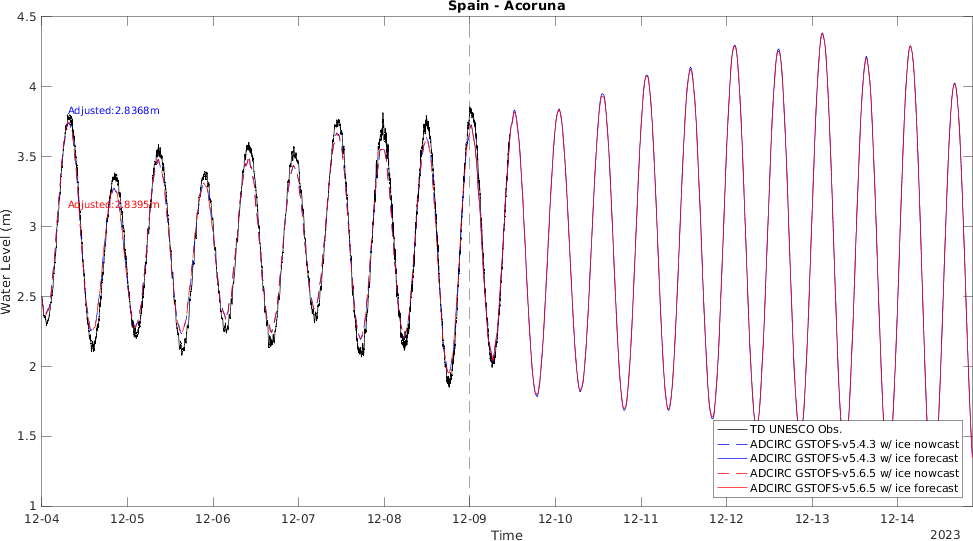 Spain - Acoruna
4.5
4
3.5
3
2.5
2
1.5
1
Water Level (m)
Adjusted:2.8368m
Adjusted:2.8395m
TD UNESCO Obs.
ADCIRC GSTOFS-v5.4.3 w/ ice nowcast
ADCIRC GSTOFS-v5.4.3 w/ ice forecast
ADCIRC GSTOFS-v5.6.5 w/ ice nowcast
ADCIRC GSTOFS-v5.6.5 w/ ice forecast
12-04 12-05 12-06 12-07 12-08 12-09 12-10 12-11 12-12 12-13 12-14
Time
2023